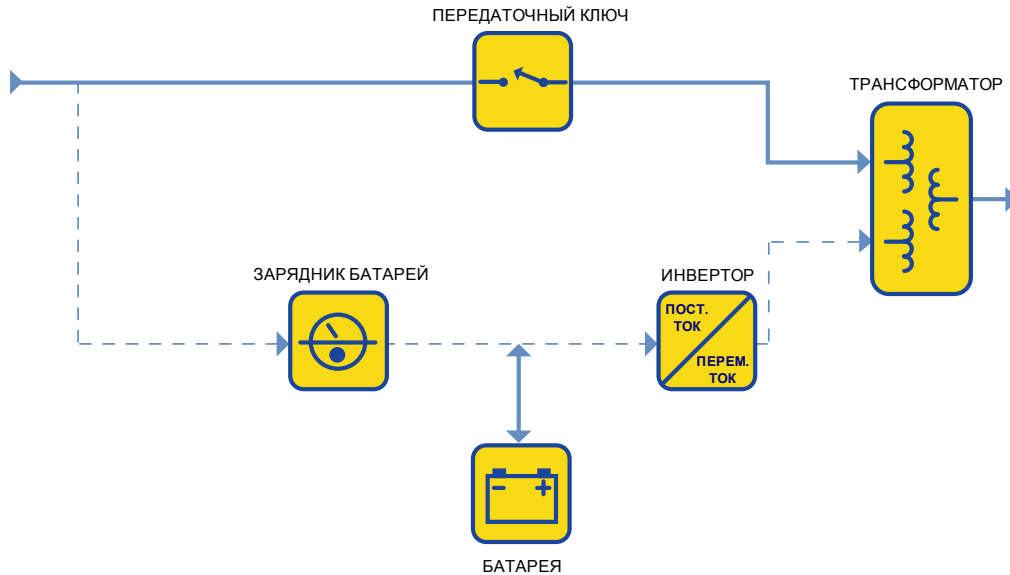 ПЕРЕДАТОЧНЫЙ КЛЮЧ
ТРАНСФОРМАТОР
ЗАРЯДНИК БАТАРЕЙ
ИНВЕРТОР
ПОСТ.
ТОК
ПЕРЕМ.
ТОК
БАТАРЕЯ